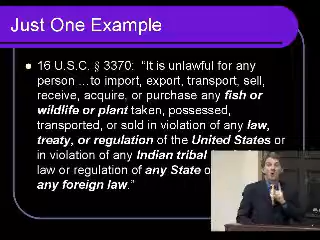 Just One Example
16 U.S.C. § 3370: “It is unlawful for any
person …to import, export, transport, sell,
receive, acquire, or purchase any fish or
wildlife or plant taken, possessed,
transported, or sold in violation of any law,
treaty, or regulation of the United States or
in violation of any Indian tribal
law or regulation of any State o
any foreign law.”